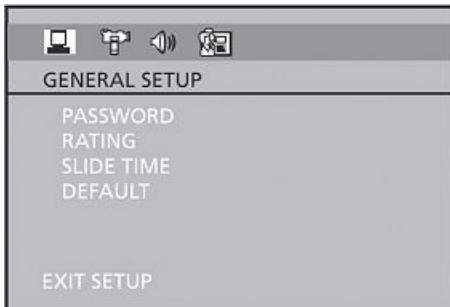 GENERAL SETUP
PASSWORD
RATING
SLIDE TIME
DEFAULT
EXIT SETUP